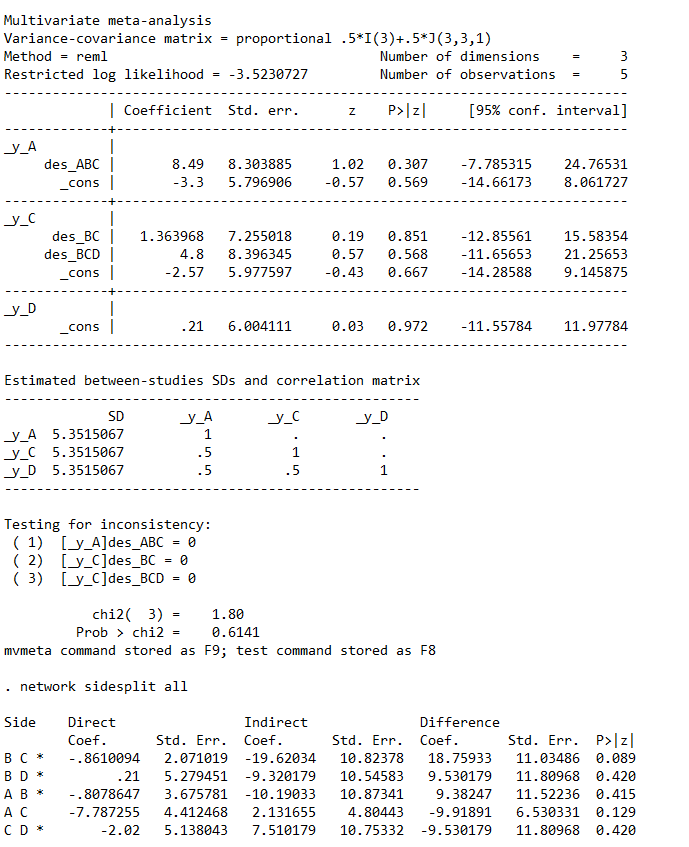 Multivariate meta-analysis
Variance-covariance matrix = proportional .5*I(3)+.5*J(3,3,1)
Method = reml                                  Number of dimensions    =     3
Restricted log likelihood = -3.5230727         Number of observations  =     5
------------------------------------------------------------------------------
             | Coefficient  Std. err.      z    P>|z|     [95% conf. interval]
-------------+----------------------------------------------------------------
_y_A         |
     des_ABC |       8.49   8.303885     1.02   0.307    -7.785315    24.76531
       _cons |       -3.3   5.796906    -0.57   0.569    -14.66173    8.061727
-------------+----------------------------------------------------------------
_y_C         |
      des_BC |   1.363968   7.255018     0.19   0.851    -12.85561    15.58354
     des_BCD |        4.8   8.396345     0.57   0.568    -11.65653    21.25653
       _cons |      -2.57   5.977597    -0.43   0.667    -14.28588    9.145875
-------------+----------------------------------------------------------------
_y_D         |
       _cons |        .21   6.004111     0.03   0.972    -11.55784    11.97784
------------------------------------------------------------------------------
Estimated between-studies SDs and correlation matrix
----------------------------------------------------
             SD       _y_A       _y_C       _y_D
_y_A  5.3515067          1          .          .
_y_C  5.3515067         .5          1          .
_y_D  5.3515067         .5         .5          1
----------------------------------------------------
Testing for inconsistency:
 ( 1)  [_y_A]des_ABC = 0
 ( 2)  [_y_C]des_BC = 0
 ( 3)  [_y_C]des_BCD = 0
           chi2(  3) =    1.80
         Prob > chi2 =    0.6141
mvmeta command stored as F9; test command stored as F8
. network sidesplit all
Side    Direct                Indirect              Difference
        Coef.      Std. Err.  Coef.      Std. Err.  Coef.      Std. Err.  P>|z|
B C *   -.8610094  2.071019 -19.62034   10.82378  18.75933   11.03486  0.089
B D *         .21  5.279451 -9.320179   10.54583  9.530179   11.80968  0.420
A B *   -.8078647  3.675781 -10.19033   10.87341   9.38247   11.52236  0.415
A C     -7.787255  4.412468  2.131655    4.80443  -9.91891   6.530331  0.129
C D *       -2.02  5.138043  7.510179   10.75332 -9.530179   11.80968  0.420